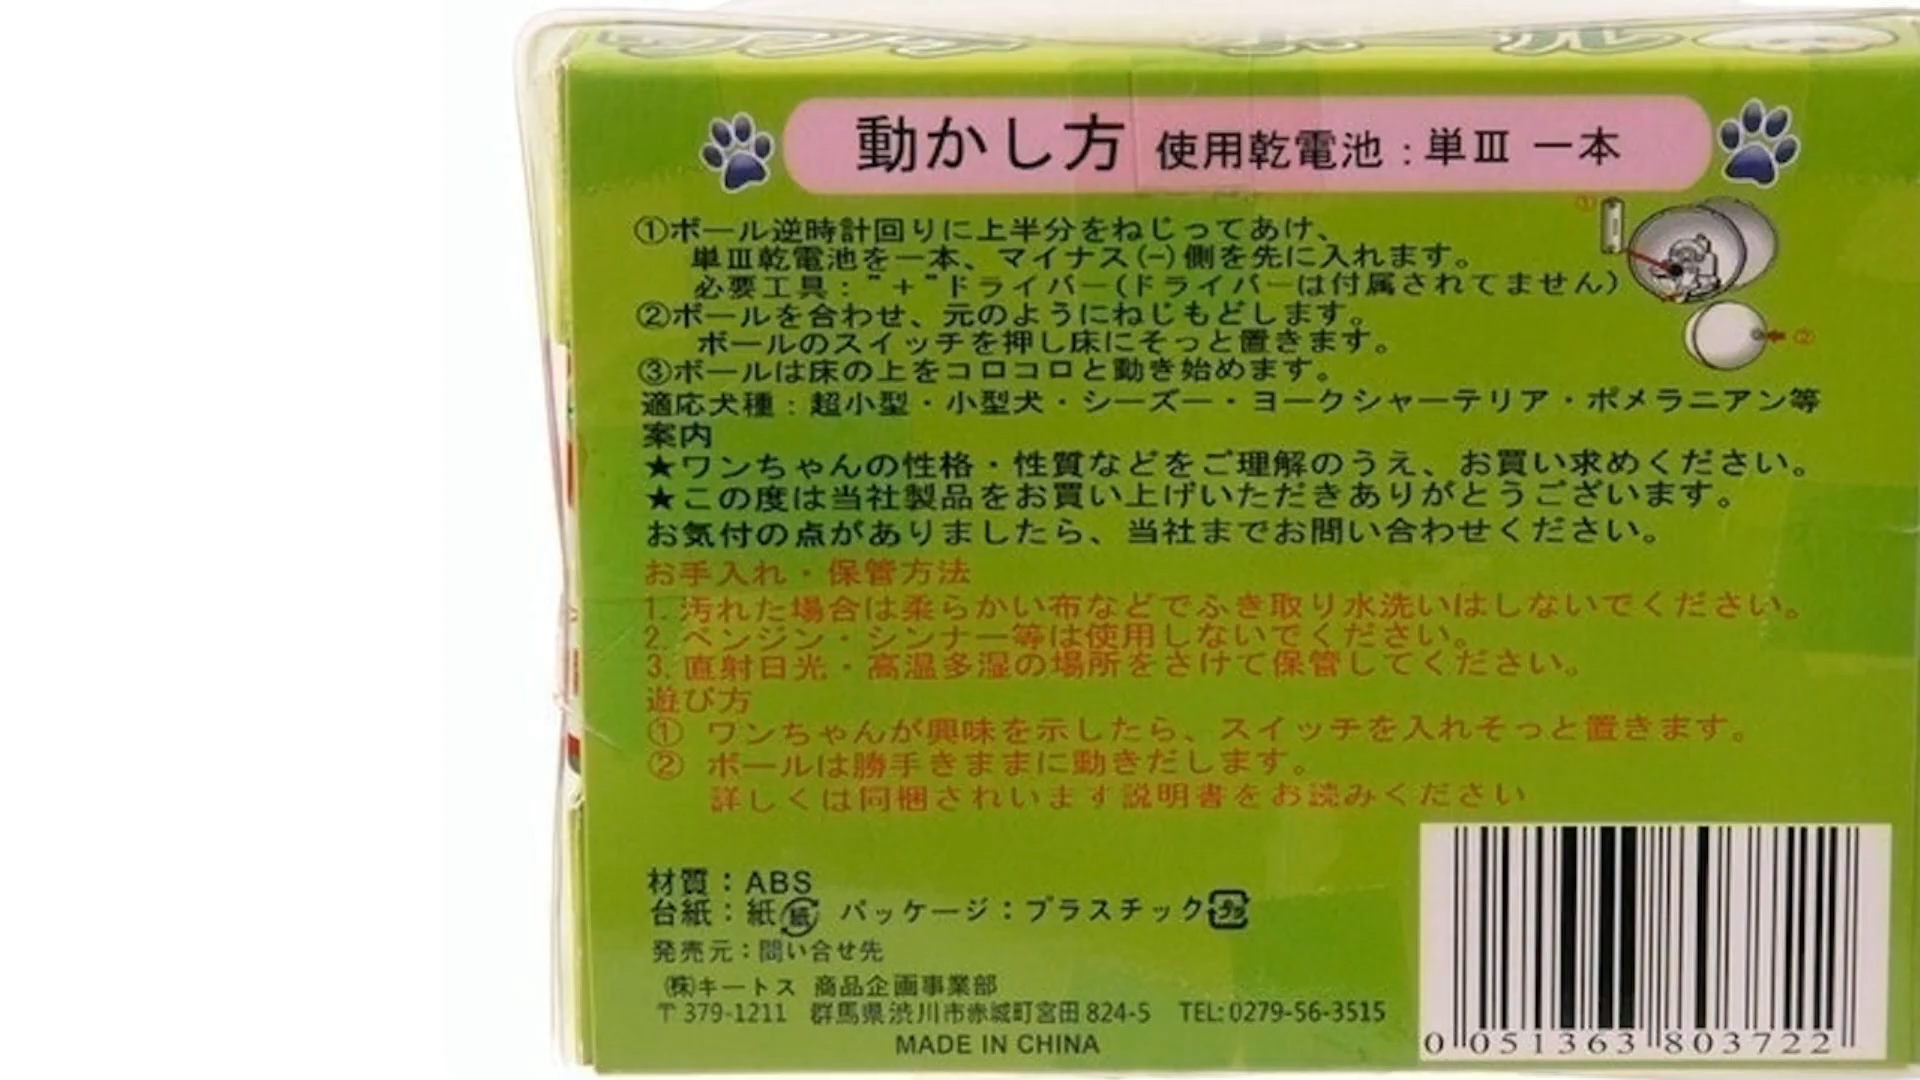 動かし方 使用乾電池：単Ⅲ 一本
①ボール逆時計回りに上半分をねじってあけ、
単Ⅲ乾電池を一本、マイナス(-)側を先に入れます。
必要工具："+"ドライバー(ドライバーは付属されてません)
②ボールを合わせ、元のようにねじもどします。
ボールのスイッチを押し床にそっと置きます。
③ボールは床の上をコロコロと動き始めます。
① ②
適応犬種：超小型・小型犬・シーズー・ヨークシャーテリア・ポメラニアン等
案内
★ワンちゃんの性格・性質などをご理解のうえ、お買い求めください。
★この度は当社製品をお買い上げいただきありがとうございます。
お気付の点がありましたら、当社までお問い合わせください。
お手入れ・保管方法
1. 汚れた場合は柔らかい布などでふき取り水洗いはしないでください。
2. ベンジン・シンナー等は使用しないでください。
3. 直射日光・高温多湿の場所をさけて保管してください。
遊び方
① ワンちゃんが興味を示したら、スイッチを入れそっと置きます。
② ボールは勝手きままに動きだします。
詳しくは同梱されいます説明書をお読みください
材質：ABS
台紙：紙 紙 パッケージ：プラスチック プラ
発売元：問い合せ先
㈱キートス 商品企画事業部
〒379-1211 群馬県渋川市赤城町宮田824-5 TEL:0279-56-3515
MADE IN CHINA
0 051363 803722